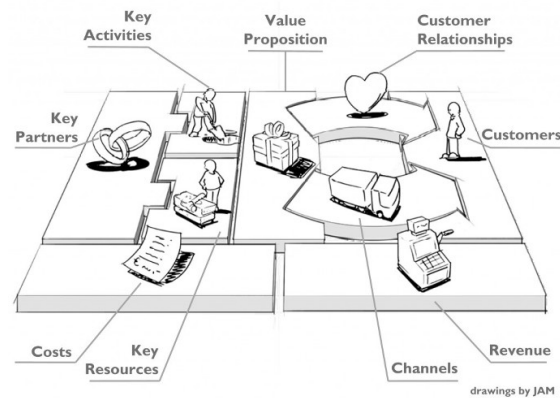 Key
Activities
Value
Proposition
Customer
Relationships
Key
Partners
Customers
Costs
Key
Resources
Channels
Revenue
drawings by JAM